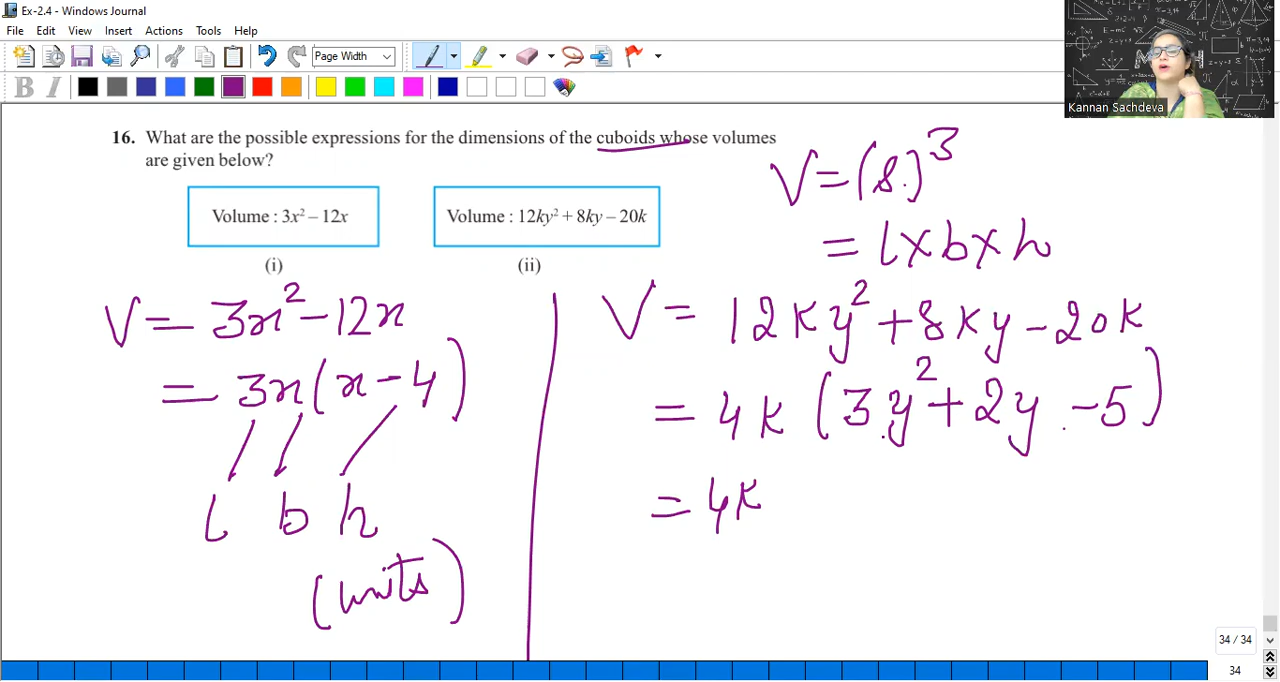 Ex-2.4 - Windows Journal
File Edit View Insert Actions Tools Help
Page Width
B I
Kannan Sachdeva
16. What are the possible expressions for the dimensions of the cuboids whose volumes
are given below?
Volume : 3x² – 12x
Volume : 12ky² + 8ky – 20k
(i)
(ii)
V = (8.)³
= l × b × h
V = 3x² - 12x
= 3x(x - 4)
l b h
(units)
V = 12ky² + 8ky - 20k
= 4k (3y² + 2y - 5)
= 4k
34 / 34
34